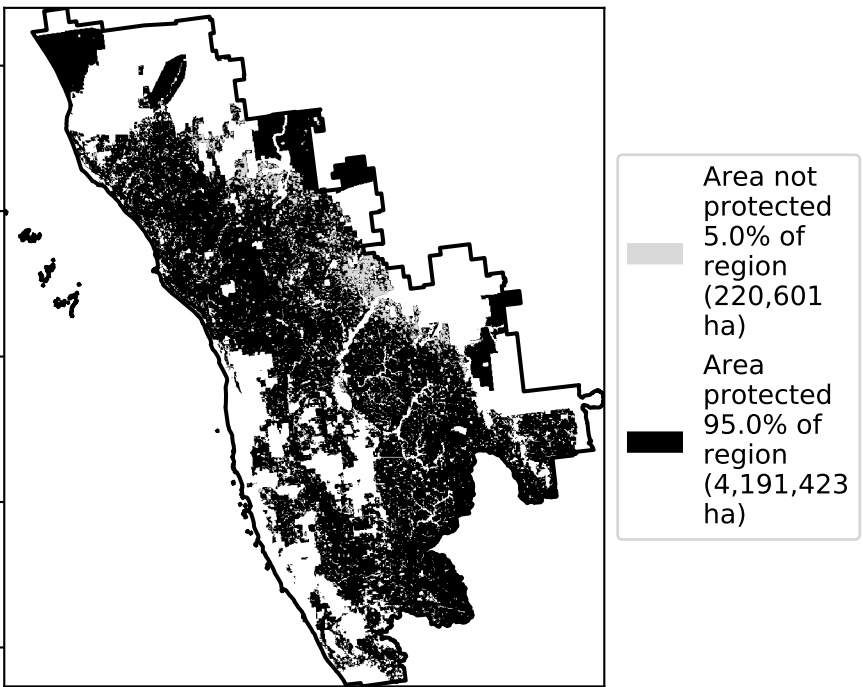 Area not
protected
5.0% of
region
(220,601
ha)
Area
protected
95.0% of
region
(4,191,423
ha)